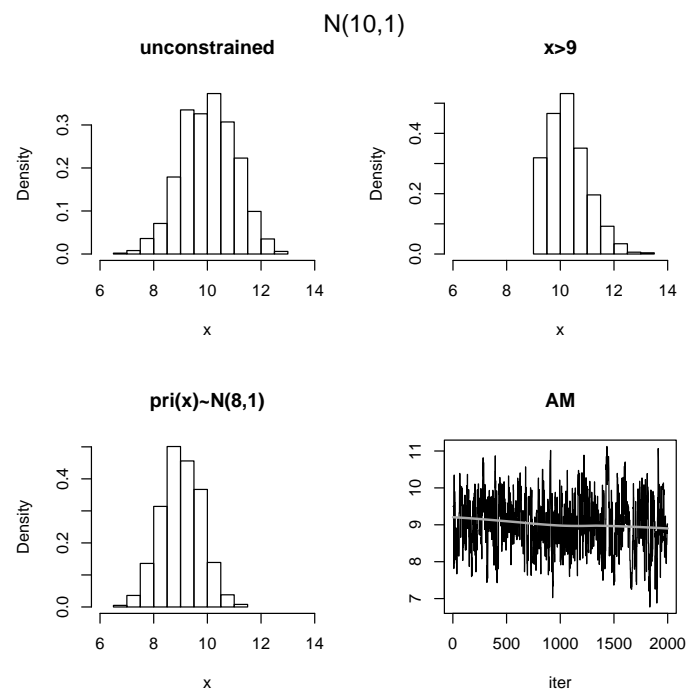 N(10,1)
unconstrained
Density
0.0 0.1 0.2 0.3
6 8 10 12 14
x
x>9
Density
0.0 0.2 0.4
6 8 10 12 14
x
pri(x)~N(8,1)
Density
0.0 0.2 0.4
6 8 10 12 14
x
AM
7 8 9 10 11
0 500 1000 1500 2000
iter